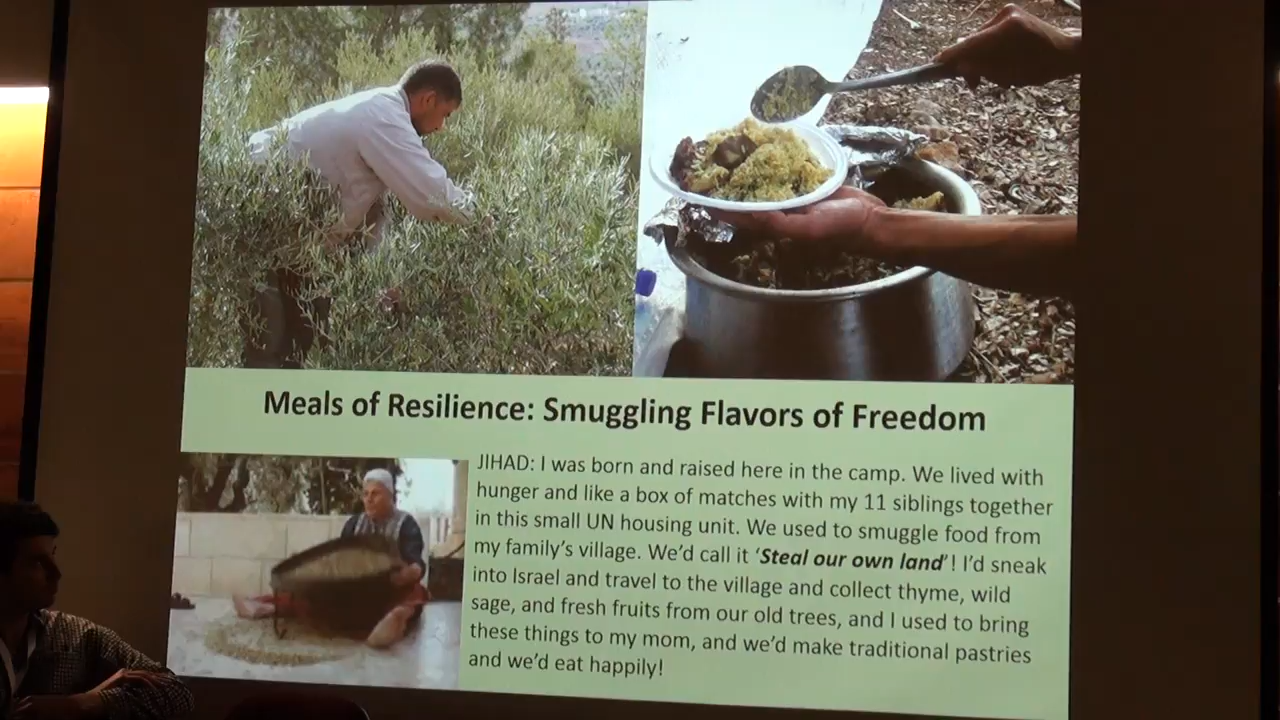 Meals of Resilience: Smuggling Flavors of Freedom
JIHAD: I was born and raised here in the camp. We lived with
hunger and like a box of matches with my 11 siblings together
in this small UN housing unit. We used to smuggle food from
my family's village. We'd call it 'Steal our own land'! I'd sneak
into Israel and travel to the village and collect thyme, wild
sage, and fresh fruits from our old trees, and I used to bring
these things to my mom, and we'd make traditional pastries
and we'd eat happily!